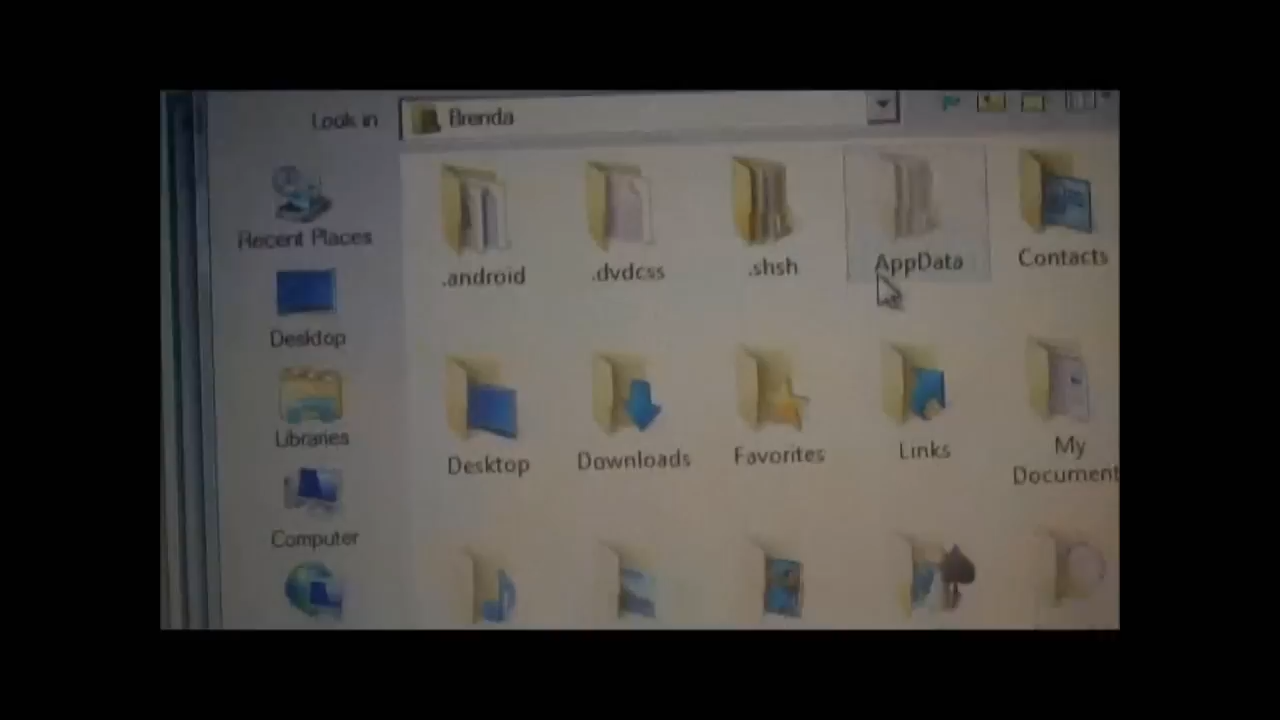 Look in
Brenda
Recent Places
Desktop
Libraries
Computer
.android
.dvdcss
.shsh
AppData
Contacts
Desktop
Downloads
Favorites
Links
My
Document